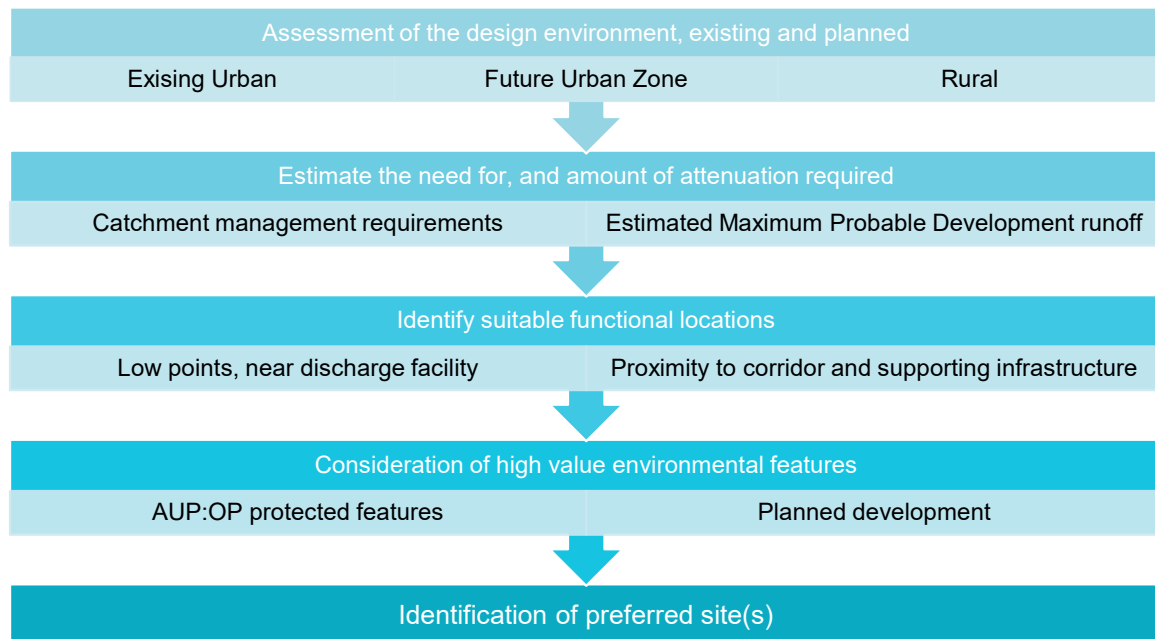 Assessment of the design environment, existing and planned
Exising Urban
Future Urban Zone
Rural
Estimate the need for, and amount of attenuation required
Catchment management requirements
Estimated Maximum Probable Development runoff
Identify suitable functional locations
Low points, near discharge facility
Proximity to corridor and supporting infrastructure
Consideration of high value environmental features
AUP:OP protected features
Planned development
Identification of preferred site(s)